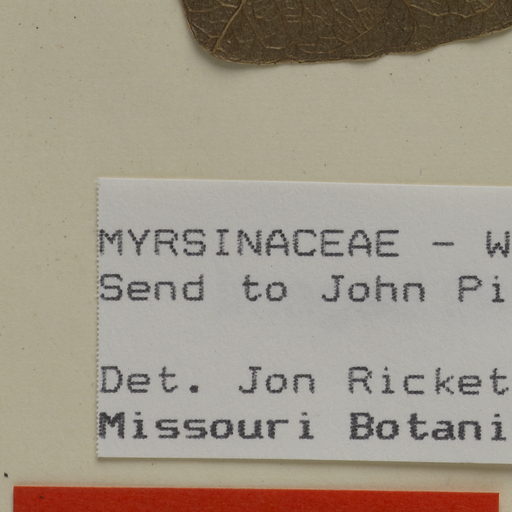 MYRSINACEAE - W
Send to John Pi
Det. Jon Ricket
Missouri Botani